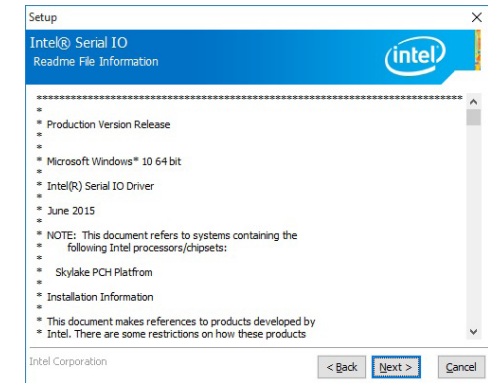 Setup
Intel® Serial IO
Readme File Information
intel
******************************************************************************
*
* Production Version Release
*
*
* Microsoft Windows* 10 64 bit
*
* Intel(R) Serial IO Driver
*
* June 2015
*
* NOTE: This document refers to systems containing the
* following Intel processors/chipsets:
*
* Skylake PCH Platfrom
*
* Installation Information
*
* This document makes references to products developed by
* Intel. There are some restrictions on how these products
Intel Corporation
< Back Next > Cancel